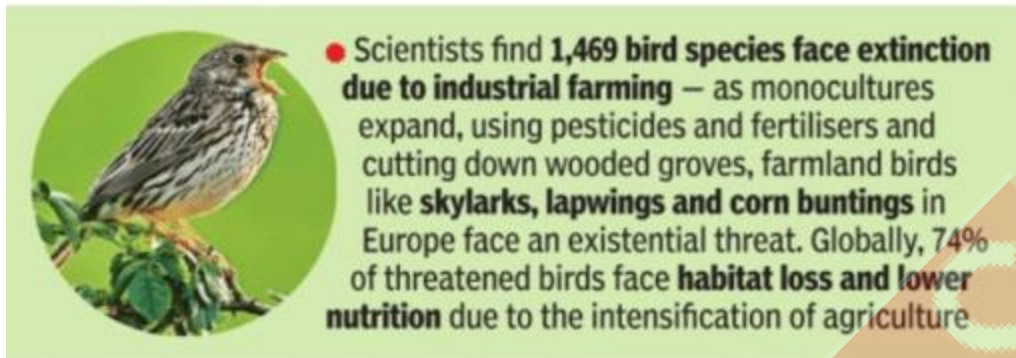 Scientists find 1,469 bird species face extinction
due to industrial farming — as monocultures
expand, using pesticides and fertilisers and
cutting down wooded groves, farmland birds
like skylarks, lapwings and corn buntings in
Europe face an existential threat. Globally, 74%
of threatened birds face habitat loss and lower
nutrition due to the intensification of agriculture